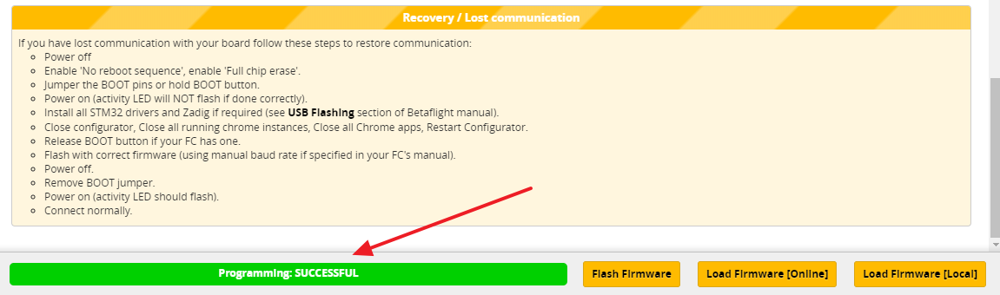 Recovery / Lost communication
If you have lost communication with your board follow these steps to restore communication:
Power off
Enable 'No reboot sequence', enable 'Full chip erase'.
Jumper the BOOT pins or hold BOOT button.
Power on (activity LED will NOT flash if done correctly).
Install all STM32 drivers and Zadig if required (see USB Flashing section of Betaflight manual).
Close configurator, Close all running chrome instances, Close all Chrome apps, Restart Configurator.
Release BOOT button if your FC has one.
Flash with correct firmware (using manual baud rate if specified in your FC's manual).
Power off.
Remove BOOT jumper.
Power on (activity LED should flash).
Connect normally.
Programming: SUCCESSFUL
Flash Firmware
Load Firmware [Online]
Load Firmware [Local]